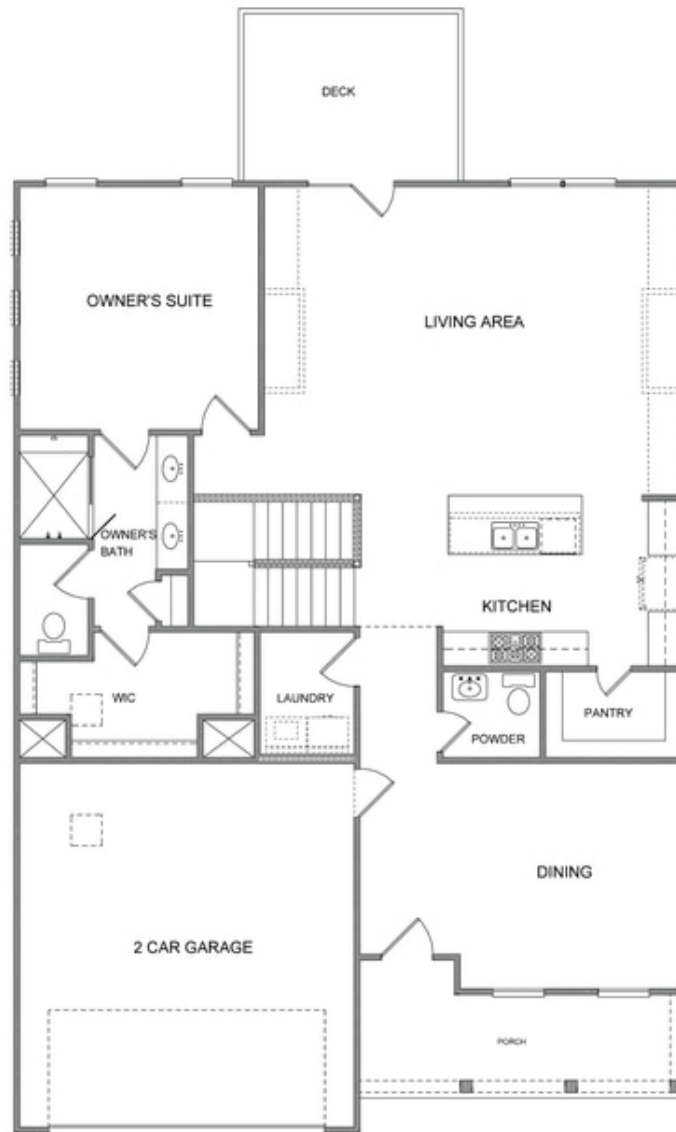 DECK
OWNER'S SUITE
LIVING AREA
OWNER'S
BATH
KITCHEN
WIC
LAUNDRY
POWDER
PANTRY
DINING
2 CAR GARAGE
PORCH